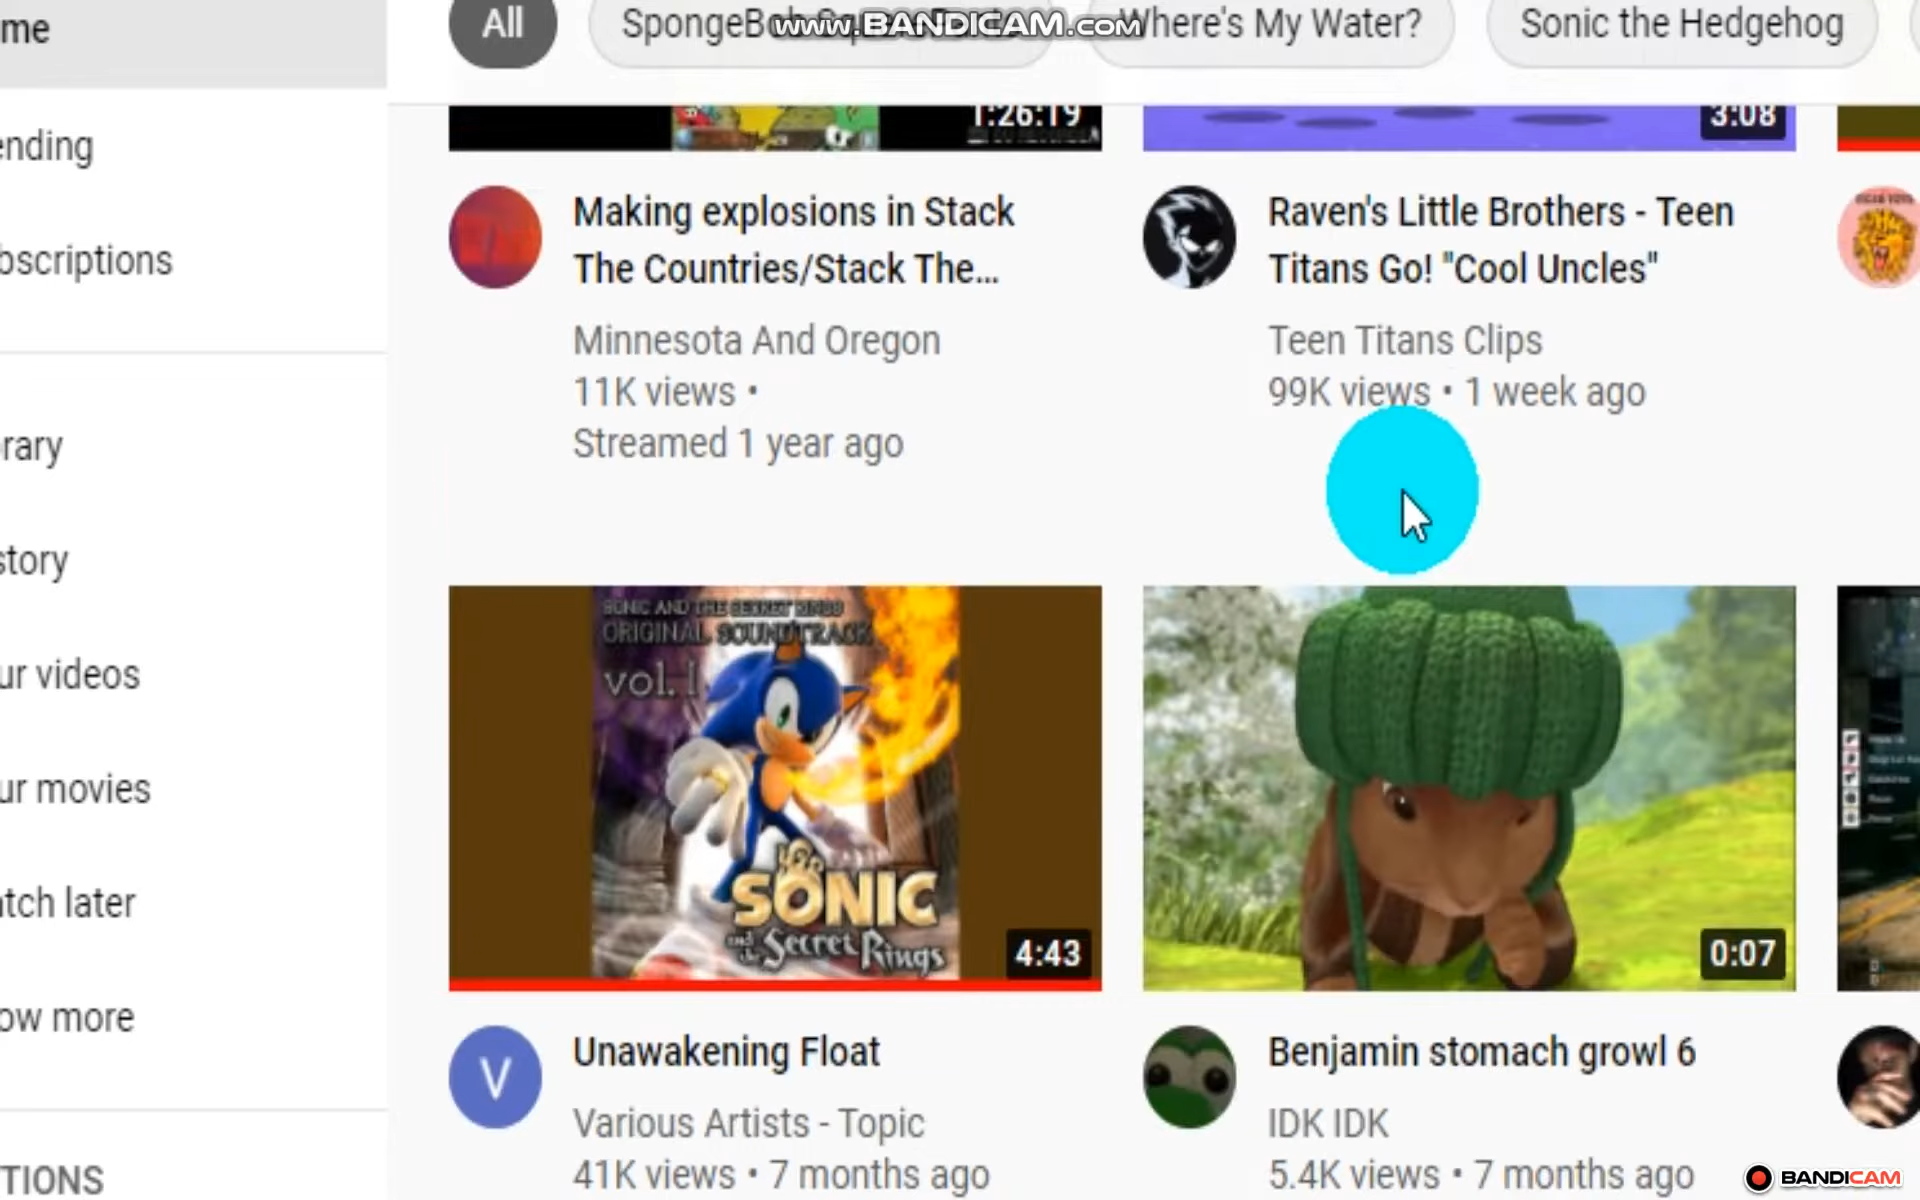 me
All
SpongeBob
www.BANDICAM.com
Where's My Water?
Sonic the Hedgehog
ending
bscriptions
rary
story
ur videos
ur movies
atch later
ow more
TIONS
1:26:19
3:08
Making explosions in Stack
The Countries/Stack The...
Minnesota And Oregon
11K views •
Streamed 1 year ago
Raven's Little Brothers - Teen
Titans Go! "Cool Uncles"
Teen Titans Clips
99K views • 1 week ago
SONIC AND THE SECRET RINGS
ORIGINAL SOUNDTRACK
vol. 1
SONIC
and the Secret Rings
4:43
0:07
Unawakening Float
Various Artists - Topic
41K views • 7 months ago
V
Benjamin stomach growl 6
IDK IDK
5.4K views • 7 months ago
BANDICAM